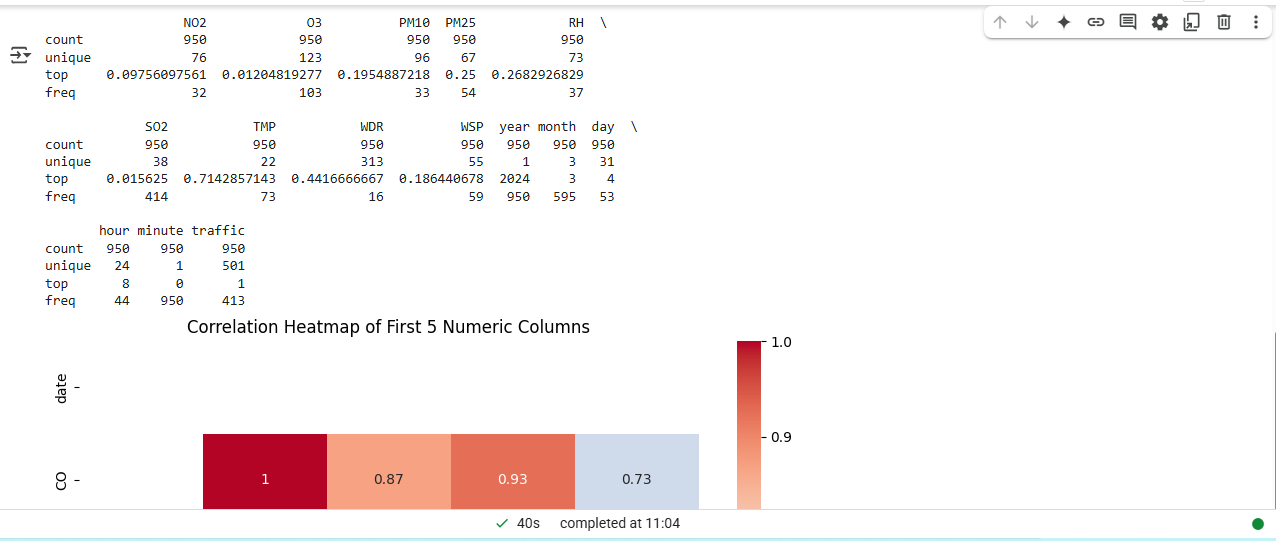 NO2 O3 PM10 PM25 RH \
count 950 950 950 950 950
unique 76 123 96 67 73
top 0.09756097561 0.01204819277 0.1954887218 0.25 0.2682926829
freq 32 103 33 54 37
SO2 TMP WDR WSP year month day \
count 950 950 950 950 950 950 950
unique 38 22 313 55 1 3 31
top 0.015625 0.7142857143 0.4416666667 0.186440678 2024 3 4
freq 414 73 16 59 950 595 53
hour minute traffic
count 950 950 950
unique 24 1 501
top 8 0 1
freq 44 950 413
Correlation Heatmap of First 5 Numeric Columns
1.0
date
0.9
CO 1 0.87 0.93 0.73
40s completed at 11:04